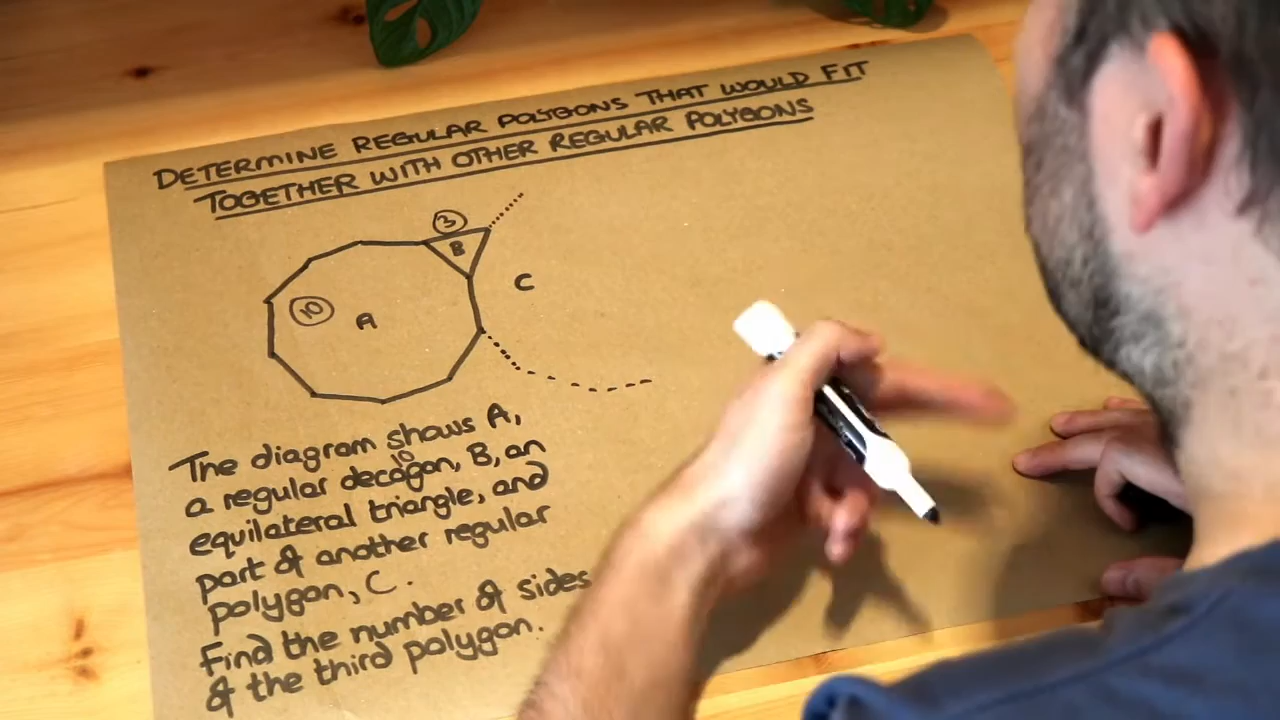 DETERMINE REGULAR POLYGONS THAT WOULD FIT
TOGETHER WITH OTHER REGULAR POLYGONS
3
B
C
10
A
The diagram shows A,
10
a regular decagon, B, an
equilateral triangle, and
part of another regular
polygon, C.
Find the number of sides
of the third polygon.